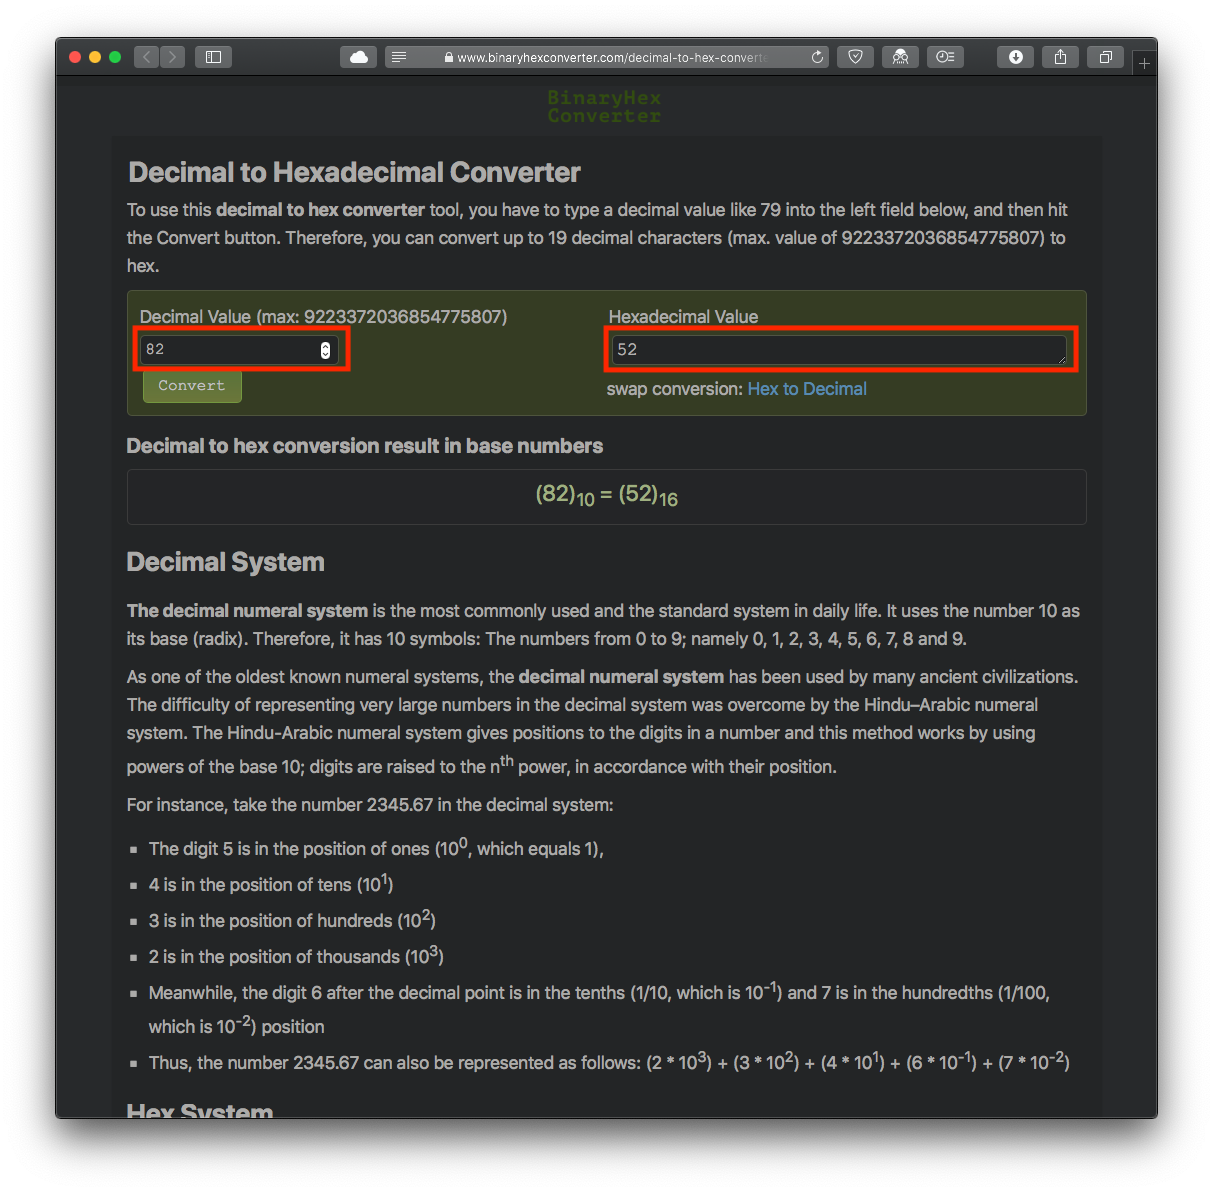 www.binaryhexconverter.com/decimal-to-hex-converte
BinaryHex
Converter
Decimal to Hexadecimal Converter
To use this decimal to hex converter tool, you have to type a decimal value like 79 into the left field below, and then hit
the Convert button. Therefore, you can convert up to 19 decimal characters (max. value of 9223372036854775807) to
hex.
Decimal Value (max: 9223372036854775807)
Hexadecimal Value
82
52
Convert
swap conversion: Hex to Decimal
Decimal to hex conversion result in base numbers
(82)₁₀ = (52)₁₆
Decimal System
The decimal numeral system is the most commonly used and the standard system in daily life. It uses the number 10 as
its base (radix). Therefore, it has 10 symbols: The numbers from 0 to 9; namely 0, 1, 2, 3, 4, 5, 6, 7, 8 and 9.
As one of the oldest known numeral systems, the decimal numeral system has been used by many ancient civilizations.
The difficulty of representing very large numbers in the decimal system was overcome by the Hindu–Arabic numeral
system. The Hindu-Arabic numeral system gives positions to the digits in a number and this method works by using
powers of the base 10; digits are raised to the nᵗʰ power, in accordance with their position.
For instance, take the number 2345.67 in the decimal system:
▪ The digit 5 is in the position of ones (10⁰, which equals 1),
▪ 4 is in the position of tens (10¹)
▪ 3 is in the position of hundreds (10²)
▪ 2 is in the position of thousands (10³)
▪ Meanwhile, the digit 6 after the decimal point is in the tenths (1/10, which is 10⁻¹) and 7 is in the hundredths (1/100,
which is 10⁻²) position
▪ Thus, the number 2345.67 can also be represented as follows: (2 * 10³) + (3 * 10²) + (4 * 10¹) + (6 * 10⁻¹) + (7 * 10⁻²)
Hex System